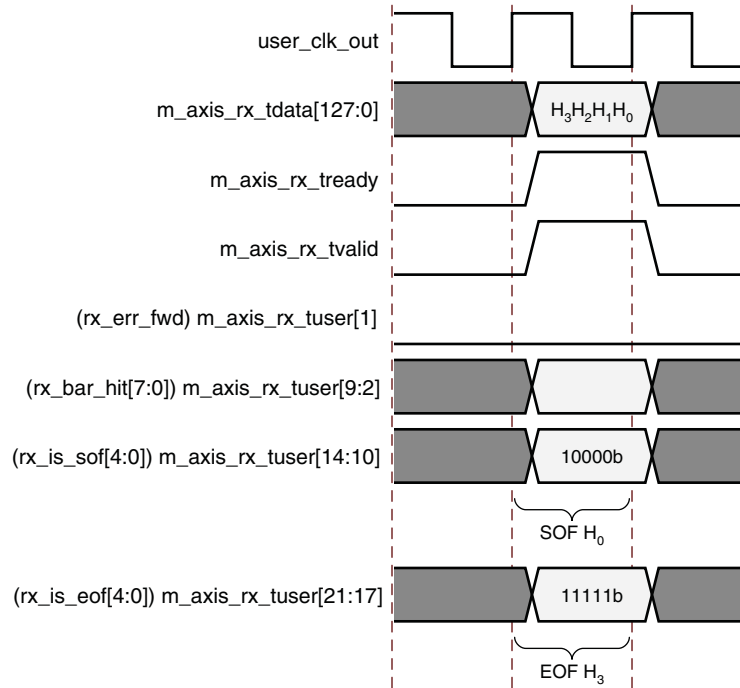 user_clk_out
m_axis_rx_tdata[127:0] H₃H₂H₁H₀
m_axis_rx_tready
m_axis_rx_tvalid
(rx_err_fwd) m_axis_rx_tuser[1]
(rx_bar_hit[7:0]) m_axis_rx_tuser[9:2]
(rx_is_sof[4:0]) m_axis_rx_tuser[14:10] 10000b
SOF H₀
(rx_is_eof[4:0]) m_axis_rx_tuser[21:17] 11111b
EOF H₃